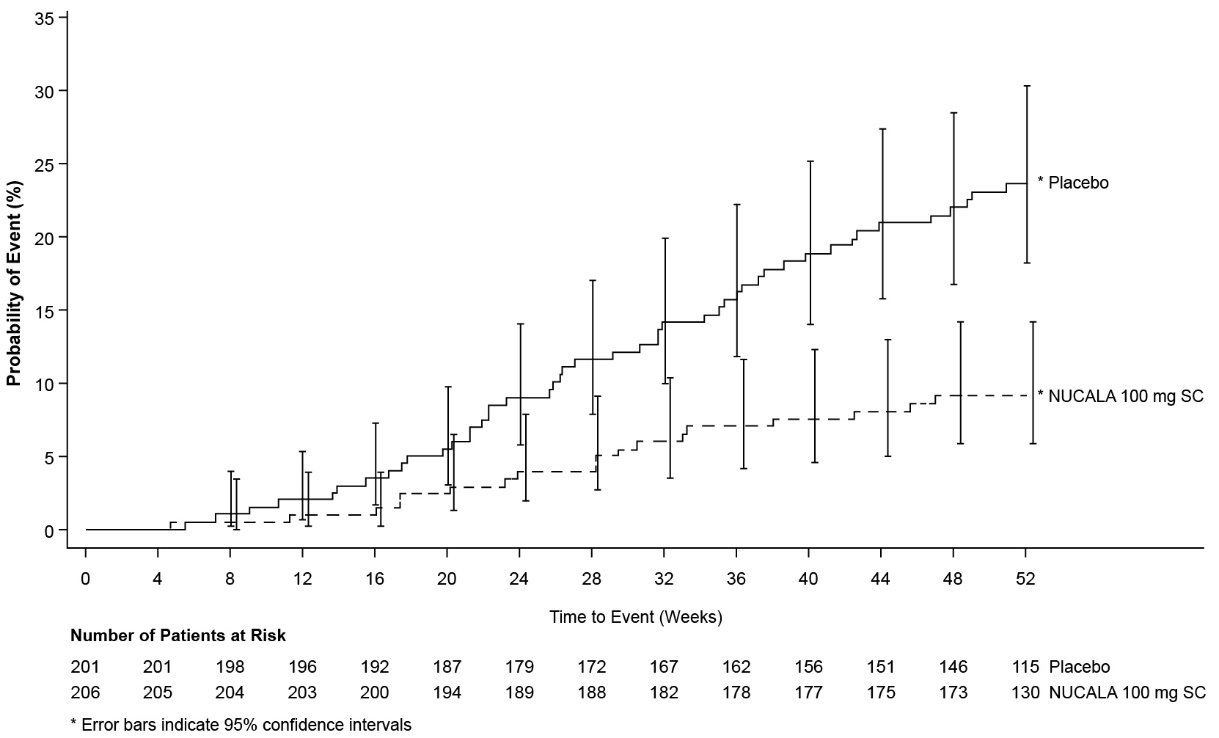 35
30
25
20
15
10
5
0
Probability of Event (%)
* Placebo
* NUCALA 100 mg SC
0 4 8 12 16 20 24 28 32 36 40 44 48 52
Time to Event (Weeks)
Number of Patients at Risk
201 201 198 196 192 187 179 172 167 162 156 151 146 115 Placebo
206 205 204 203 200 194 189 188 182 178 177 175 173 130 NUCALA 100 mg SC
* Error bars indicate 95% confidence intervals